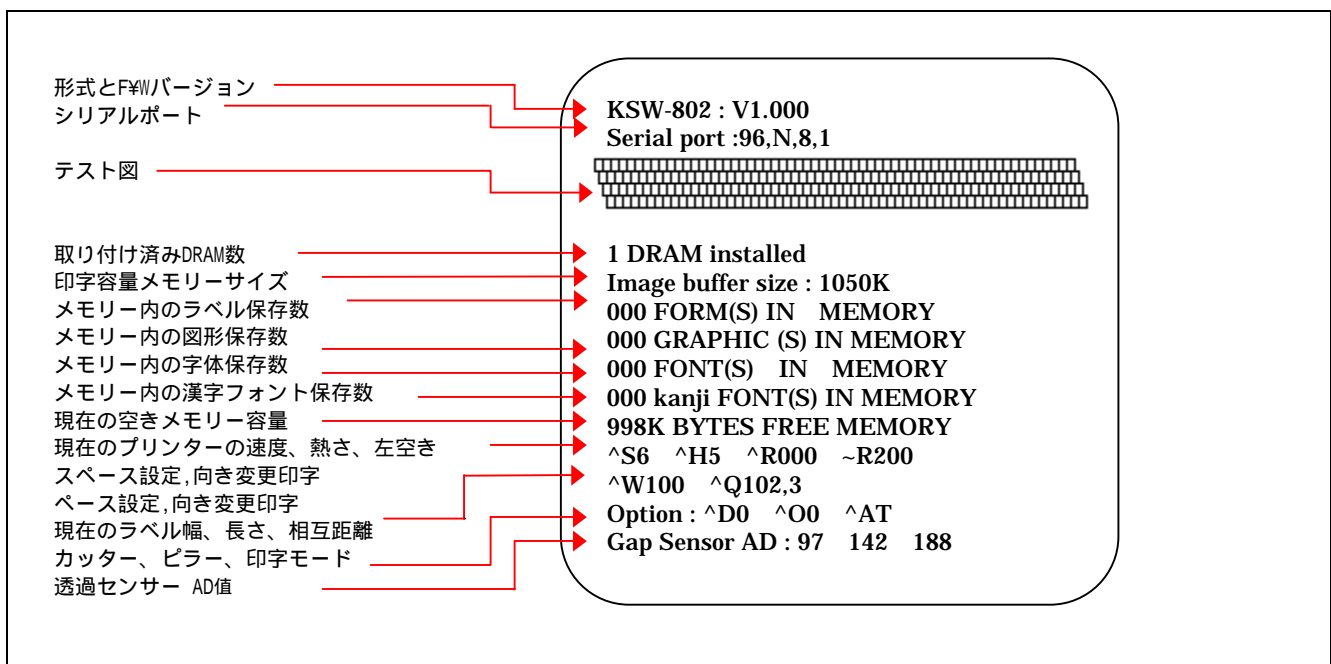 形式とF¥Wバージョン
シリアルポート
テスト図
取り付け済みDRAM数
印字容量メモリーサイズ
メモリー内のラベル保存数
メモリー内の図形保存数
メモリー内の字体保存数
メモリー内の漢字フォント保存数
現在の空きメモリー容量
現在のプリンターの速度、熱さ、左空き
スペース設定,向き変更印字
ペース設定,向き変更印字
現在のラベル幅、長さ、相互距離
カッター、ピラー、印字モード
透過センサー AD値
KSW-802 : V1.000
Serial port :96,N,8,1
1 DRAM installed
Image buffer size : 1050K
000 FORM(S) IN MEMORY
000 GRAPHIC (S) IN MEMORY
000 FONT(S) IN MEMORY
000 kanji FONT(S) IN MEMORY
998K BYTES FREE MEMORY
^S6 ^H5 ^R000 ~R200
^W100 ^Q102,3
Option : ^D0 ^O0 ^AT
Gap Sensor AD : 97 142 188